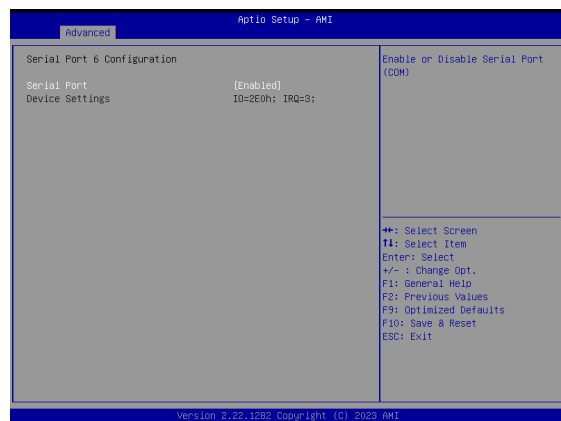 Aptio Setup – AMI
Advanced
Serial Port 6 Configuration
Serial Port [Enabled]
Device Settings IO=2E0h; IRQ=3;
Enable or Disable Serial Port
(COM)
→←: Select Screen
↑↓: Select Item
Enter: Select
+/- : Change Opt.
F1: General Help
F2: Previous Values
F9: Optimized Defaults
F10: Save & Reset
ESC: Exit
Version 2.22.1282 Copyright (C) 2023 AMI